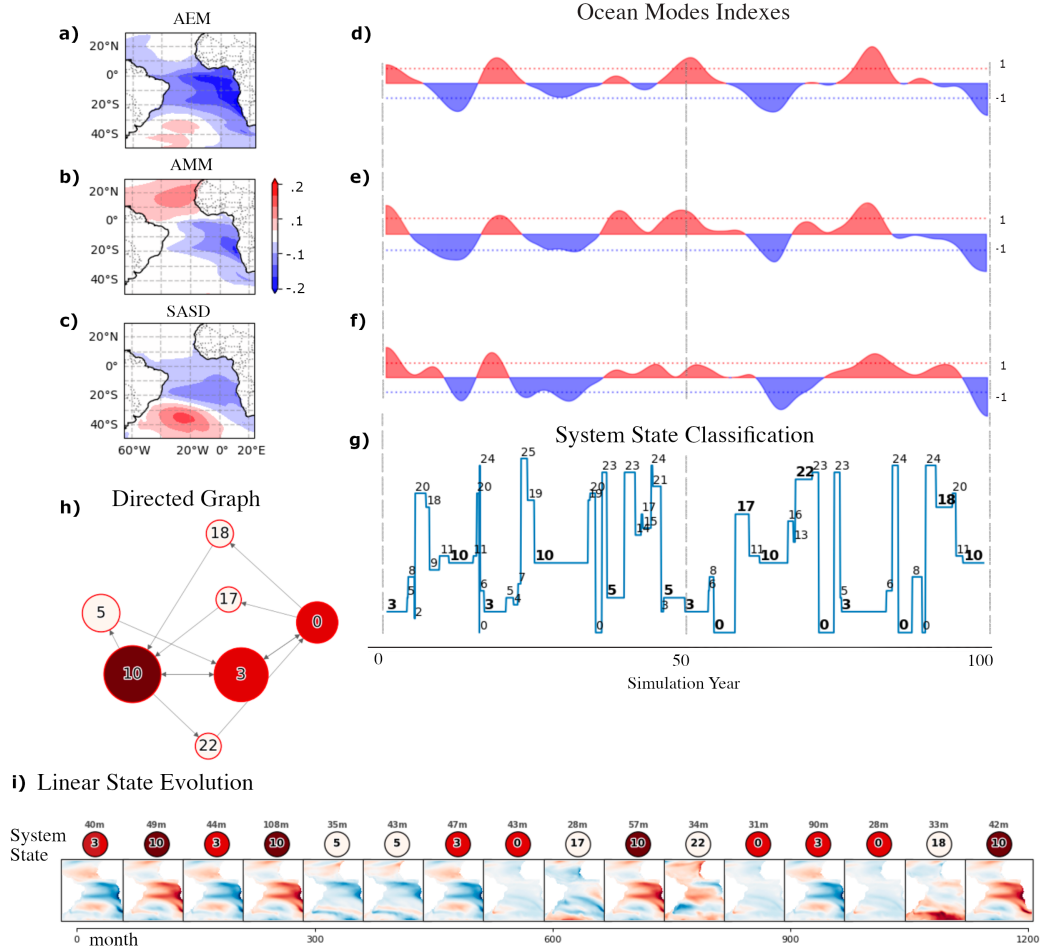 Ocean Modes Indexes
AEM
a)
20°N
0°
20°S
40°S
d)
1
-1
AMM
b)
20°N
0°
20°S
40°S
.2
.1
-.1
-.2
e)
1
-1
SASD
c)
20°N
0°
20°S
40°S
60°W 20°W 0° 20°E
f)
1
-1
g)
System State Classification
3 5 8 2 20 18 9 11 10 11 20 24 6 0 3 5 4 7 25 19 10 19 20 0 23 5 23 14 17 15 24 21 3 5 3 6 8 0 17 11 10 16 13 22 23 0 23 5 3 6 24 0 8 0 24 18 20 11 10
0 50 100
Simulation Year
h)
Directed Graph
18
17
5
0
10
3
22
i) Linear State Evolution
40m 49m 44m 108m 35m 43m 47m 43m 28m 57m 34m 31m 90m 28m 33m 42m
System
State
3 10 3 10 5 5 3 0 17 10 22 0 3 0 18 10
0 month 300 600 900 1200